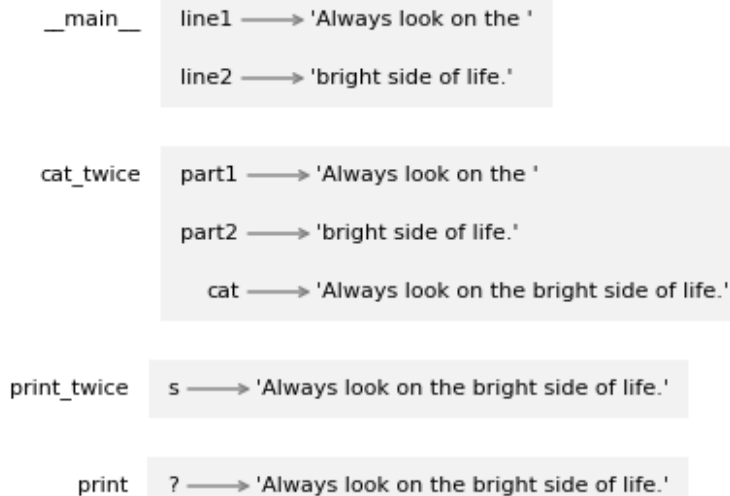 __main__ line1 'Always look on the '
line2 'bright side of life.'
cat_twice part1 'Always look on the '
part2 'bright side of life.'
cat 'Always look on the bright side of life.'
print_twice s 'Always look on the bright side of life.'
print ? 'Always look on the bright side of life.'